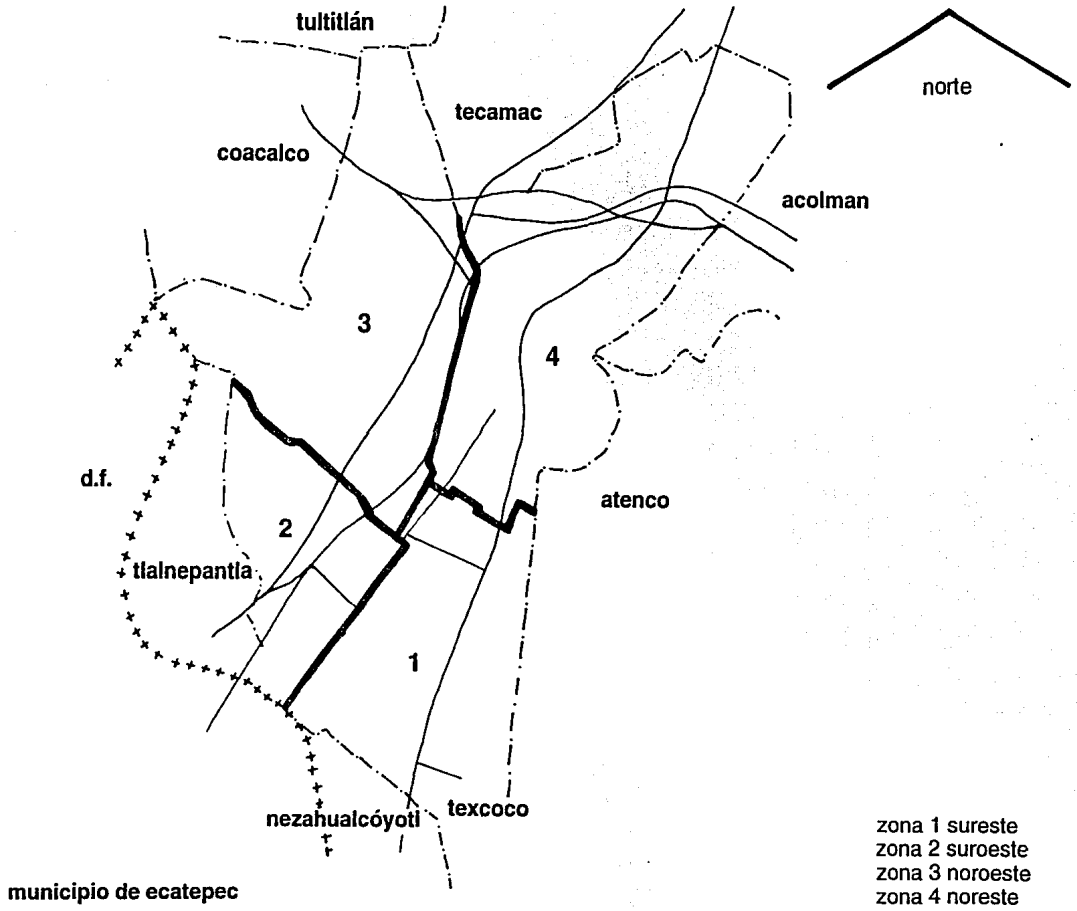 tultitlán
norte
tecamac
coacalco
acolman
3
4
d.f.
atenco
2
tlalnepantla
1
texcoco
nezahualcóyotl
zona 1 sureste
zona 2 suroeste
zona 3 noroeste
zona 4 noreste
municipio de ecatepec